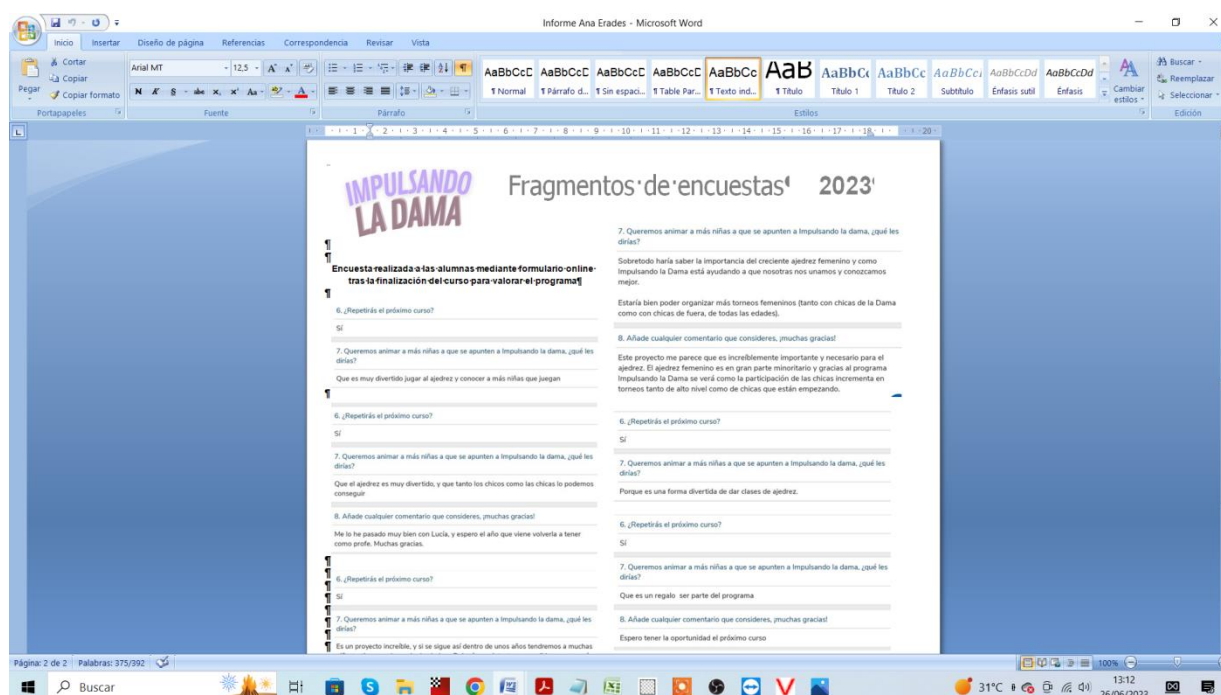 Informe Ana Erades - Microsoft Word
Inicio Insertar Diseño de página Referencias Correspondencia Revisar Vista
Pegar
Cortar
Copiar
Copiar formato
Portapapeles
Arial MT 12,5
Fuente
Párrafo
AaBbCcD AaBbCcD AaBbCcD AaBbCcD AaBbCc AaB AaBbCc AaBbCc AaBbCci AaBbCcDd AaBbCcDd
¶ Normal ¶ Párrafo d... ¶ Sin espaci... ¶ Table Par... ¶ Texto ind... ¶ Título Título 1 Título 2 Subtítulo Énfasis sutil Énfasis
Cambiar estilos
Estilos
Buscar
Reemplazar
Seleccionar
Edición
IMPULSANDO
LA DAMA
Fragmentos de encuestas 2023
Encuesta realizada a las alumnas mediante formulario online
tras la finalización del curso para valorar el programa
6. ¿Repetirás el próximo curso?
Sí
7. Queremos animar a más niñas a que se apunten a Impulsando la dama, ¿qué les
dirías?
Que es muy divertido jugar al ajedrez y conocer a más niñas que juegan
6. ¿Repetirás el próximo curso?
Sí
7. Queremos animar a más niñas a que se apunten a Impulsando la dama, ¿qué les
dirías?
Que el ajedrez es muy divertido, y que tanto los chicos como las chicas lo podemos
conseguir
8. Añade cualquier comentario que consideres, ¡muchas gracias!
Me lo he pasado muy bien con Lucía, y espero el año que viene volverla a tener
como profe. Muchas gracias.
6. ¿Repetirás el próximo curso?
Sí
7. Queremos animar a más niñas a que se apunten a Impulsando la dama, ¿qué les
dirías?
Es un proyecto increíble, y si se sigue así dentro de unos años tendremos a muchas
7. Queremos animar a más niñas a que se apunten a Impulsando la dama, ¿qué les
dirías?
Sobretodo haría saber la importancia del creciente ajedrez femenino y como
Impulsando la Dama está ayudando a que nosotras nos unamos y conozcamos
mejor.
Estaría bien poder organizar más torneos femeninos (tanto con chicas de la Dama
como con chicas de fuera, de todas las edades).
8. Añade cualquier comentario que consideres, ¡muchas gracias!
Este proyecto me parece que es increíblemente importante y necesario para el
ajedrez. El ajedrez femenino es en gran parte minoritario y gracias al programa
Impulsando la Dama se verá como la participación de las chicas incrementa en
torneos tanto de alto nivel como de chicas que están empezando.
6. ¿Repetirás el próximo curso?
Sí
7. Queremos animar a más niñas a que se apunten a Impulsando la dama, ¿qué les
dirías?
Porque es una forma divertida de dar clases de ajedrez.
6. ¿Repetirás el próximo curso?
Sí
7. Queremos animar a más niñas a que se apunten a Impulsando la dama, ¿qué les
dirías?
Que es un regalo ser parte del programa
8. Añade cualquier comentario que consideres, ¡muchas gracias!
Espero tener la oportunidad el próximo curso
Página: 2 de 2 Palabras: 375/392
100%
Buscar
31°C
13:12
26/06/2023